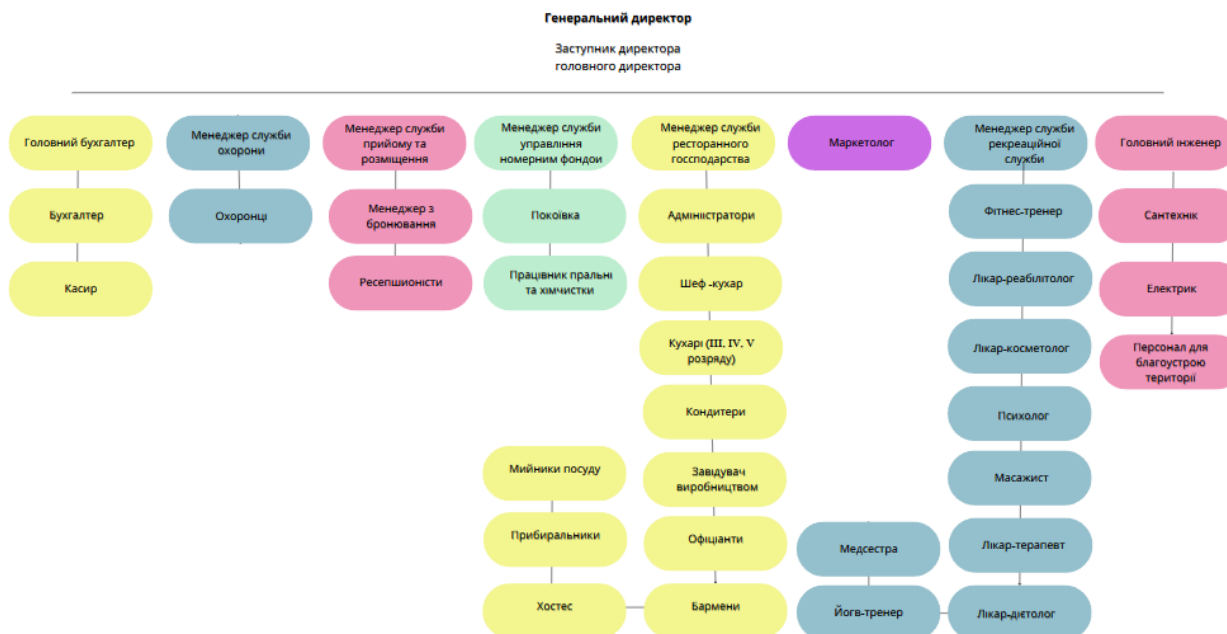 Генеральний директор
Заступник директора
головного директора
Головний бухгалтер
Менеджер служби
охорони
Менеджер служби
прийому та
розміщення
Менеджер служби
управління
номерним фондои
Менеджер служби
ресторанного
госпподарства
Маркетолог
Менеджер служби
рекреаційної
служби
Головний інженер
Бухгалтер
Охоронці
Менеджер з
бронювання
Покоївка
Адміністратори
Фітнес-тренер
Сантехнік
Касир
Ресепшионісти
Працівник пральні
та хімчистки
Шеф -кухар
Лікар-реабілітолог
Електрик
Кухарі (III, IV, V
розряду)
Лікар-косметолог
Персонал для
благоустрою
території
Кондитери
Психолог
Мийники посуду
Завідувач
виробництвом
Масажист
Прибиральники
Офіціанти
Медсестра
Лікар-терапевт
Хостес
Бармени
Йогв-тренер
Лікар-дієтолог